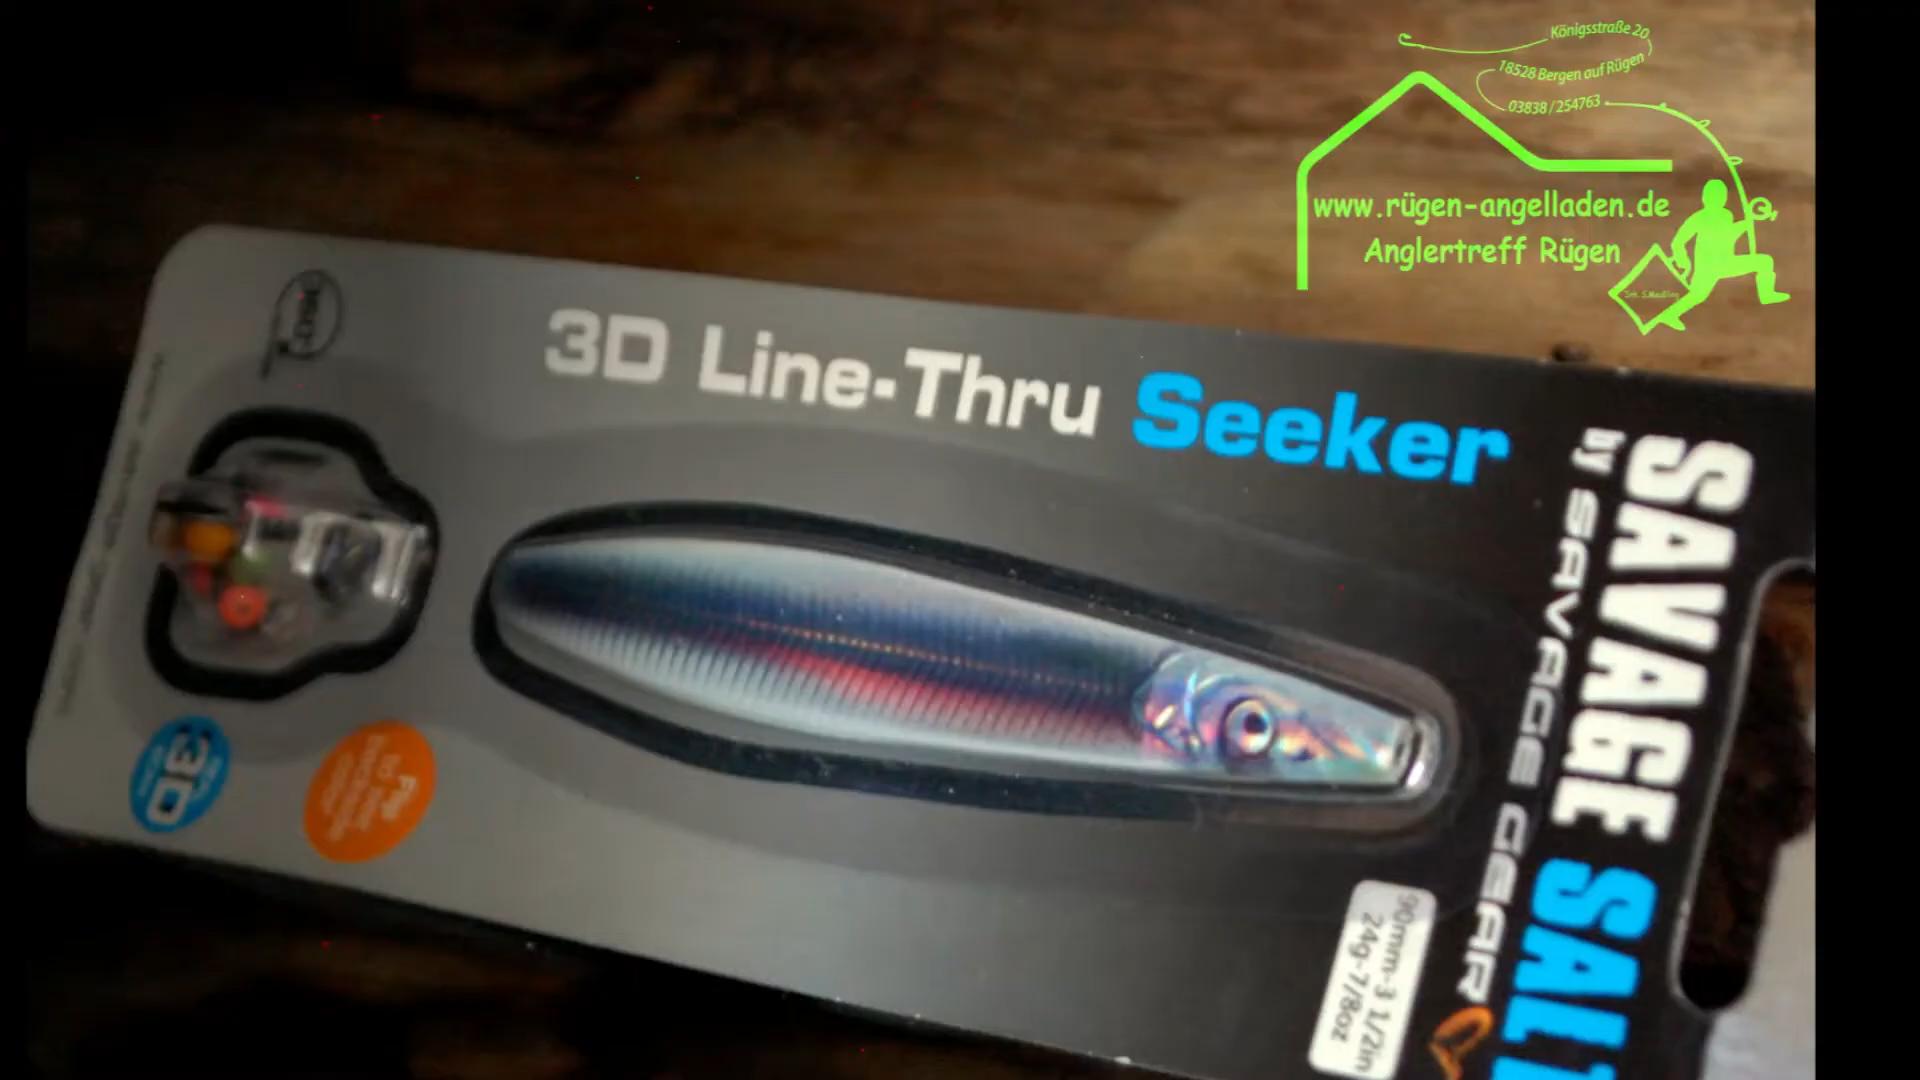 Königsstraße 20
18528 Bergen auf Rügen
03838/254763
www.rügen-angelladen.de
Anglertreff Rügen
3D Line-Thru Seeker
SAVAGE SALT
by SAVAGE GEAR
3D
90mm-3 1/2in
24g-7/8oz